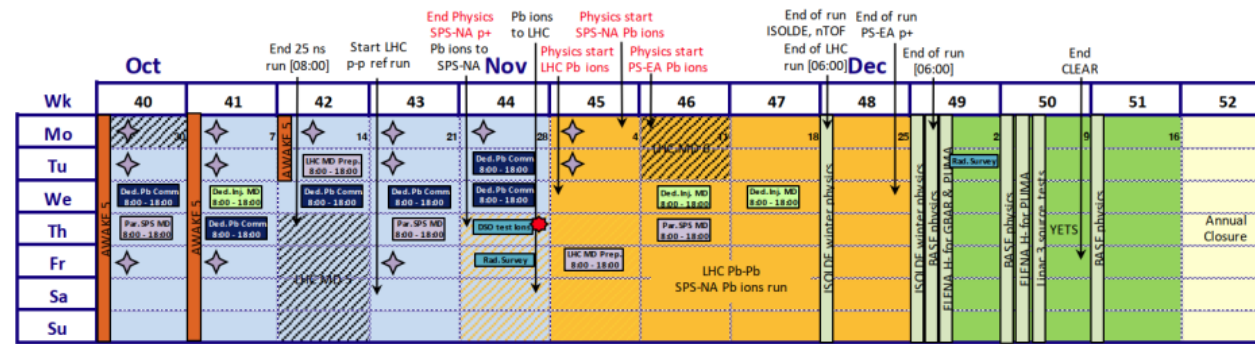 End Physics
SPS-NA p+
Pb ions to
SPS-NA
Pb ions
to LHC
Physics start
SPS-NA Pb ions
End of run
ISOLDE, nTOF
End of LHC
run [06:00]
End of run
PS-EA p+
End 25 ns
run [08:00]
Start LHC
p-p ref run
Physics start
LHC Pb ions
Physics start
PS-EA Pb ions
End of run
[06:00]
End
CLEAR
Oct
Nov
Dec
Wk 40 41 42 43 44 45 46 47 48 49 50 51 52
Mo 30 7 14 21 28 4 11 18 25 2 9 16
Tu
We
Th
Fr
Sa
Su
AWAKE 5
AWAKE 5
AWAKE 5
LHC MD Prep.
8:00 - 18:00
Ded.Pb Comm
LHC MD 8
Rad. Survey
Ded.Pb Comm
8:00 - 18:00
Ded.Inj. MD
8:00 - 18:00
Ded.Pb Comm
8:00 - 18:00
Ded.Pb Comm
8:00 - 18:00
Ded.Pb Comm
8:00 - 18:00
Ded.Inj. MD
8:00 - 18:00
Ded.Inj. MD
8:00 - 18:00
Par.SPS MD
8:00 - 18:00
Ded.Pb Comm
8:00 - 18:00
Par.SPS MD
8:00 - 18:00
DSO test Ions
Par.SPS MD
8:00 - 18:00
Rad. Survey
LHC MD Prep.
8:00 - 18:00
LHC MD 5
LHC Pb-Pb
SPS-NA Pb ions run
ISOLDE winter physics
ISOLDE winter physics
BASE physics
ELENA H- for GBAR & PUMA
BASE physics
ELENA H- for PUMA
Linac 3 source tests
YETS
BASE physics
Annual
Closure